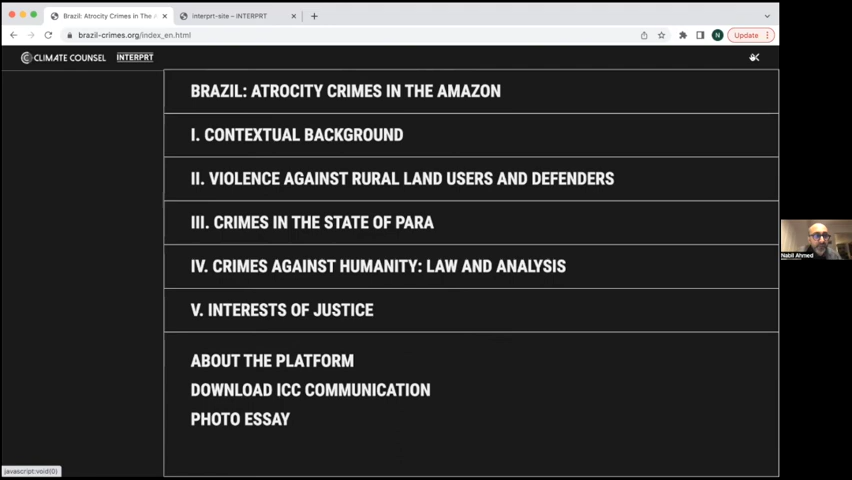 Brazil: Atrocity Crimes in The A
interprt-site – INTERPRT
brazil-crimes.org/index_en.html
N
Update
CLIMATE COUNSEL
INTERPRT
BRAZIL: ATROCITY CRIMES IN THE AMAZON
I. CONTEXTUAL BACKGROUND
II. VIOLENCE AGAINST RURAL LAND USERS AND DEFENDERS
III. CRIMES IN THE STATE OF PARA
IV. CRIMES AGAINST HUMANITY: LAW AND ANALYSIS
V. INTERESTS OF JUSTICE
ABOUT THE PLATFORM
DOWNLOAD ICC COMMUNICATION
PHOTO ESSAY
Nabil Ahmed
javascript:void(0)